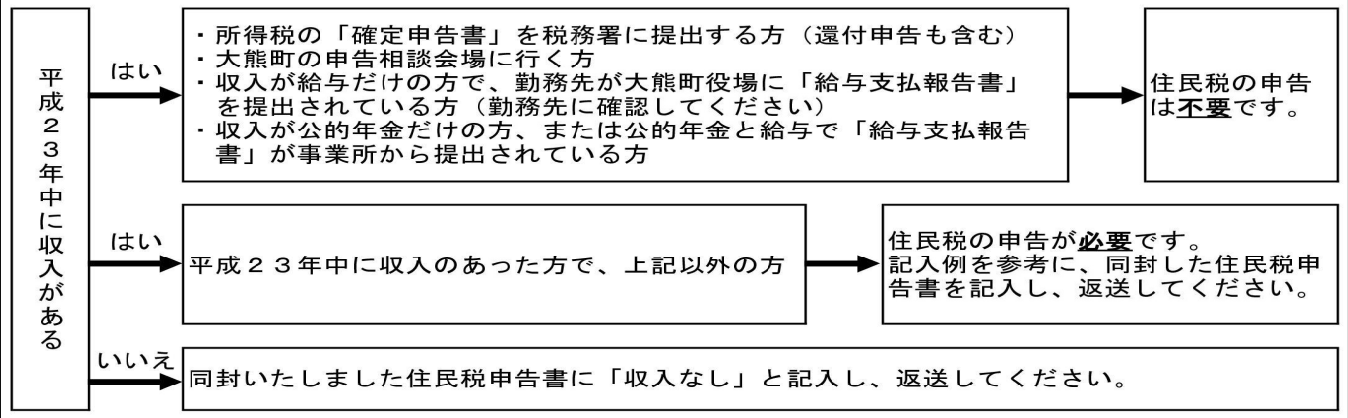 平成２３年中に収入がある
はい
・所得税の「確定申告書」を税務署に提出する方（還付申告も含む）
・大熊町の申告相談会場に行く方
・収入が給与だけの方で、勤務先が大熊町役場に「給与支払報告書」
を提出されている方（勤務先に確認してください）
・収入が公的年金だけの方、または公的年金と給与で「給与支払報告
書」が事業所から提出されている方
住民税の申告
は不要です。
はい
平成２３年中に収入のあった方で、上記以外の方
住民税の申告が必要です。
記入例を参考に、同封した住民税申
告書を記入し、返送してください。
いいえ
同封いたしました住民税申告書に「収入なし」と記入し、返送してください。